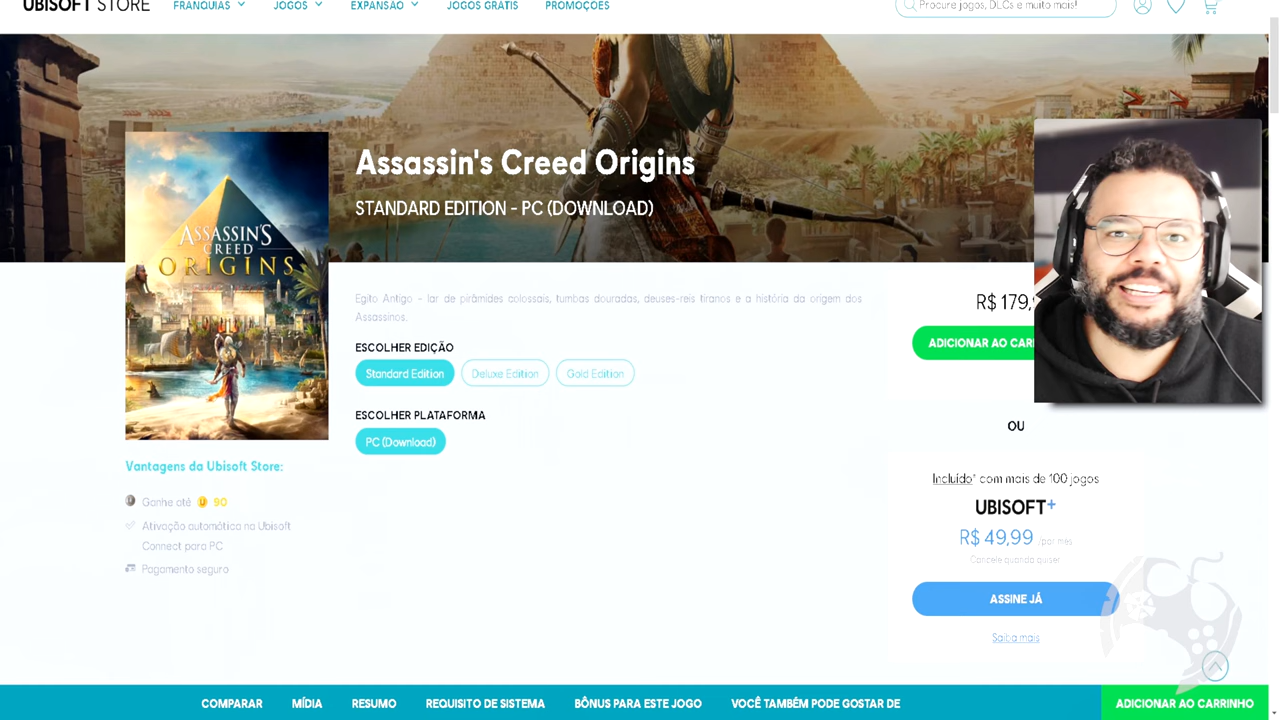 UBISOFT STORE
FRANQUIAS
JOGOS
EXPANSÃO
JOGOS GRÁTIS
PROMOÇÕES
Procure jogos, DLCs e muito mais!
Assassin's Creed Origins
STANDARD EDITION - PC (DOWNLOAD)
ASSASSIN'S
CREED
ORIGINS
Egito Antigo - lar de pirâmides colossais, tumbas douradas, deuses-reis tiranos e a história da origem dos
Assassinos.
ESCOLHER EDIÇÃO
Standard Edition
Deluxe Edition
Gold Edition
ESCOLHER PLATAFORMA
PC (Download)
Vantagens da Ubisoft Store:
Ganhe até 90
Ativação automática na Ubisoft
Connect para PC
Pagamento seguro
R$ 179,
ADICIONAR AO
OU
Incluído* com mais de 100 jogos
UBISOFT+
R$ 49,99 /por mês
Cancele quando quiser
ASSINE JÁ
Saiba mais
COMPARAR
MÍDIA
RESUMO
REQUISITO DE SISTEMA
BÔNUS PARA ESTE JOGO
VOCÊ TAMBÉM PODE GOSTAR DE
ADICIONAR AO CARRINHO